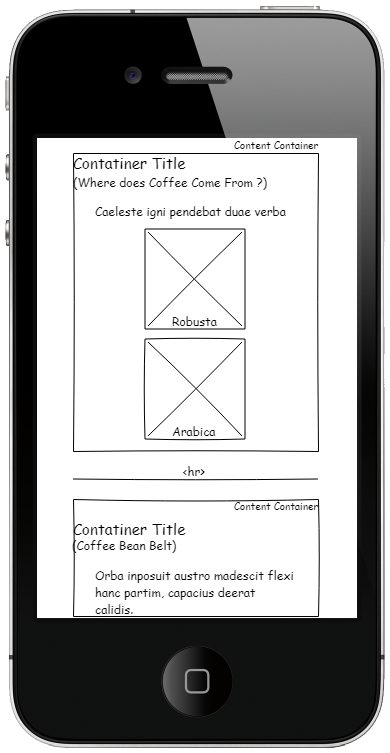 Content Container
Contatiner Title
(Where does Coffee Come From ?)
Caeleste igni pendebat duae verba
Robusta
Arabica
<hr>
Content Container
Contatiner Title
(Coffee Bean Belt)
Orba inposuit austro madescit flexi
hanc partim, capacius deerat
calidis.